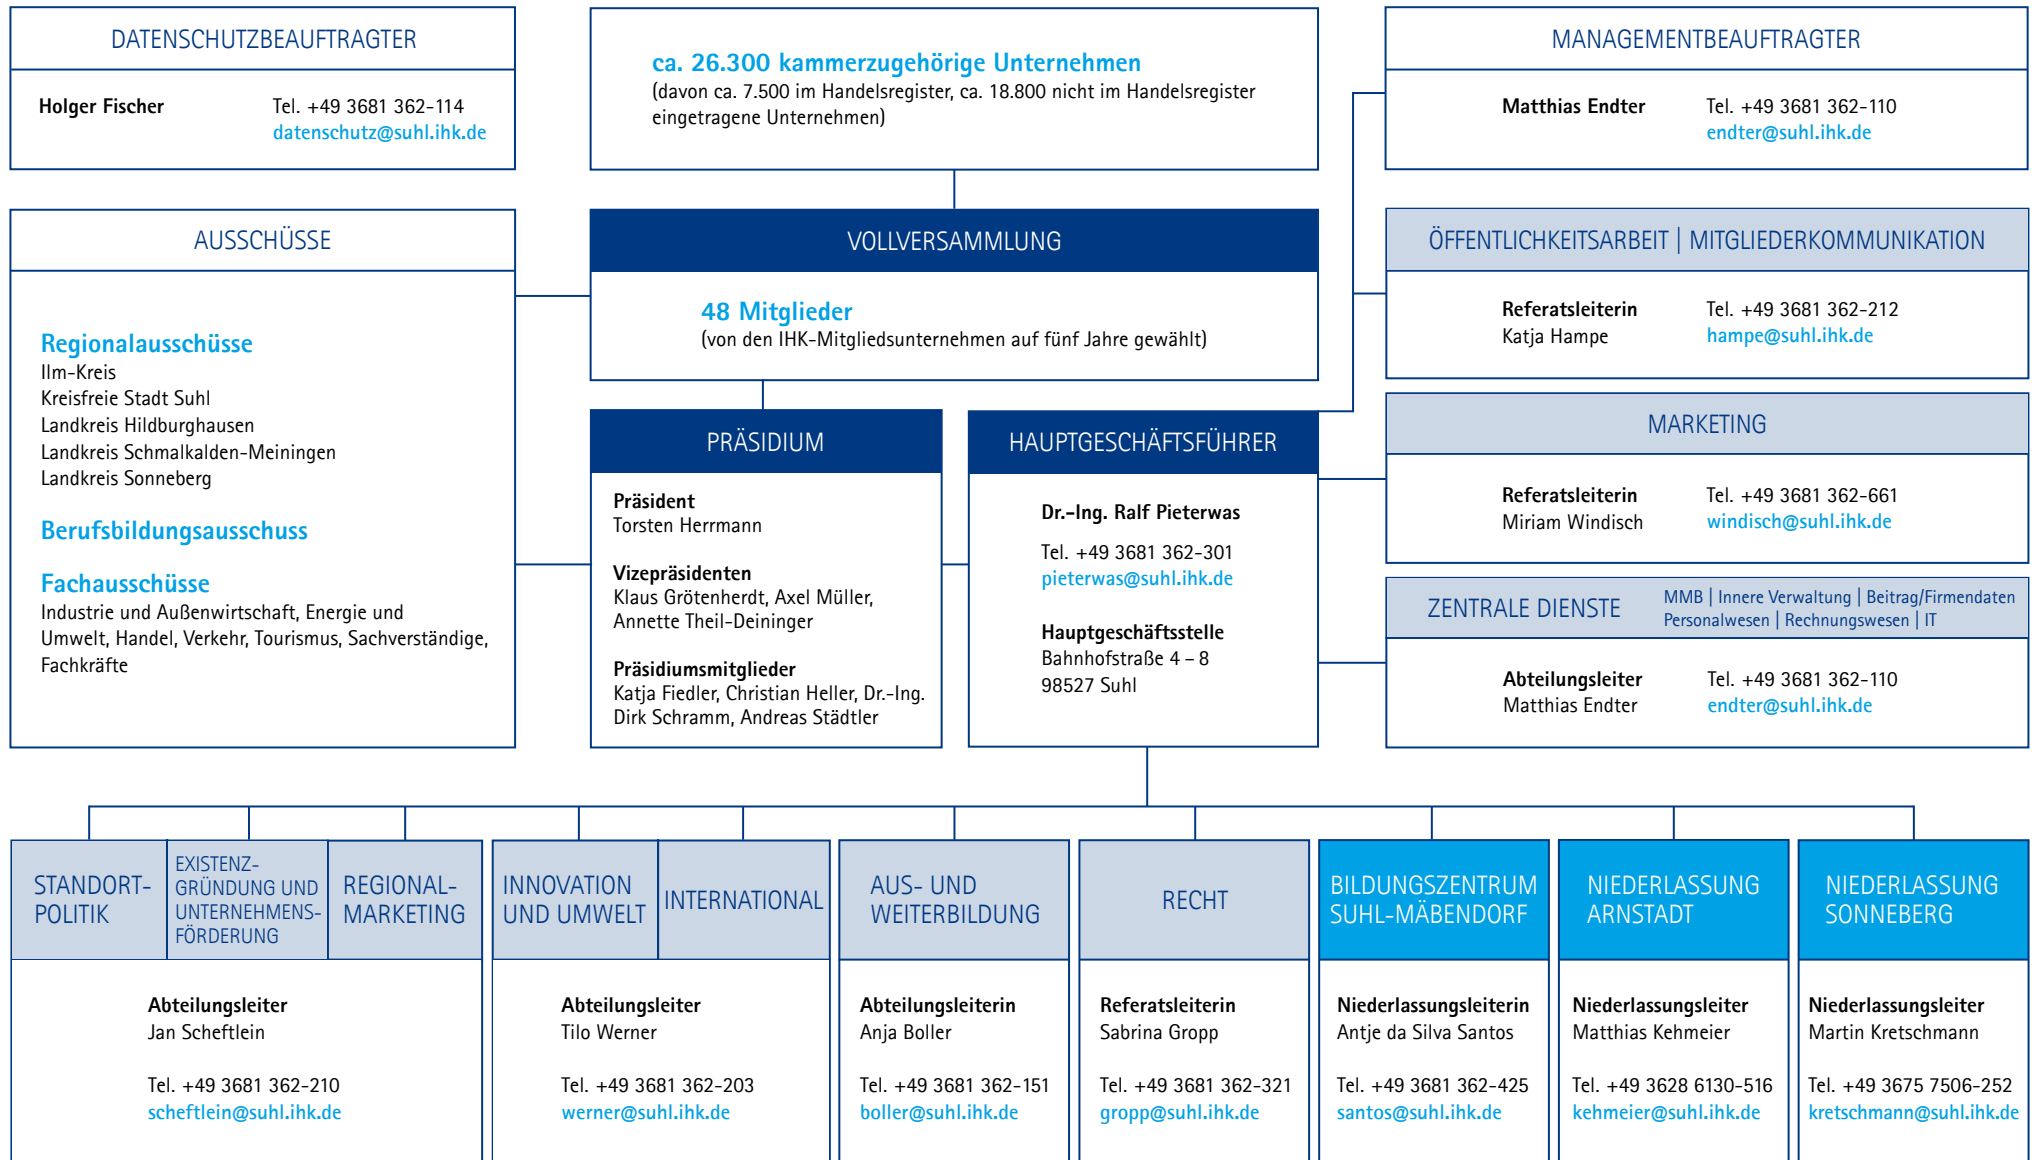 DATENSCHUTZBEAUFTRAGTER
Holger Fischer
Tel. +49 3681 362-114
datenschutz@suhl.ihk.de
ca. 26.300 kammerzugehörige Unternehmen
(davon ca. 7.500 im Handelsregister, ca. 18.800 nicht im Handelsregister
eingetragene Unternehmen)
MANAGEMENTBEAUFTRAGTER
Matthias Endter
Tel. +49 3681 362-110
endter@suhl.ihk.de
AUSSCHÜSSE
Regionalausschüsse
Ilm-Kreis
Kreisfreie Stadt Suhl
Landkreis Hildburghausen
Landkreis Schmalkalden-Meiningen
Landkreis Sonneberg
Berufsbildungsausschuss
Fachausschüsse
Industrie und Außenwirtschaft, Energie und
Umwelt, Handel, Verkehr, Tourismus, Sachverständige,
Fachkräfte
VOLLVERSAMMLUNG
48 Mitglieder
(von den IHK-Mitgliedsunternehmen auf fünf Jahre gewählt)
PRÄSIDIUM
Präsident
Torsten Herrmann
Vizepräsidenten
Klaus Grötenherdt, Axel Müller,
Annette Theil-Deininger
Präsidiumsmitglieder
Katja Fiedler, Christian Heller, Dr.-Ing.
Dirk Schramm, Andreas Städtler
HAUPTGESCHÄFTSFÜHRER
Dr.-Ing. Ralf Pieterwas
Tel. +49 3681 362-301
pieterwas@suhl.ihk.de
Hauptgeschäftsstelle
Bahnhofstraße 4 – 8
98527 Suhl
ÖFFENTLICHKEITSARBEIT | MITGLIEDERKOMMUNIKATION
Referatsleiterin
Katja Hampe
Tel. +49 3681 362-212
hampe@suhl.ihk.de
MARKETING
Referatsleiterin
Miriam Windisch
Tel. +49 3681 362-661
windisch@suhl.ihk.de
ZENTRALE DIENSTE
MMB | Innere Verwaltung | Beitrag/Firmendaten
Personalwesen | Rechnungswesen | IT
Abteilungsleiter
Matthias Endter
Tel. +49 3681 362-110
endter@suhl.ihk.de
STANDORT-
POLITIK
EXISTENZ-
GRÜNDUNG UND
UNTERNEHMENS-
FÖRDERUNG
REGIONAL-
MARKETING
Abteilungsleiter
Jan Scheftlein
Tel. +49 3681 362-210
scheftlein@suhl.ihk.de
INNOVATION
UND UMWELT
INTERNATIONAL
Abteilungsleiter
Tilo Werner
Tel. +49 3681 362-203
werner@suhl.ihk.de
AUS- UND
WEITERBILDUNG
Abteilungsleiterin
Anja Boller
Tel. +49 3681 362-151
boller@suhl.ihk.de
RECHT
Referatsleiterin
Sabrina Gropp
Tel. +49 3681 362-321
gropp@suhl.ihk.de
BILDUNGSZENTRUM
SUHL-MÄBENDORF
Niederlassungsleiterin
Antje da Silva Santos
Tel. +49 3681 362-425
santos@suhl.ihk.de
NIEDERLASSUNG
ARNSTADT
Niederlassungsleiter
Matthias Kehmeier
Tel. +49 3628 6130-516
kehmeier@suhl.ihk.de
NIEDERLASSUNG
SONNEBERG
Niederlassungsleiter
Martin Kretschmann
Tel. +49 3675 7506-252
kretschmann@suhl.ihk.de